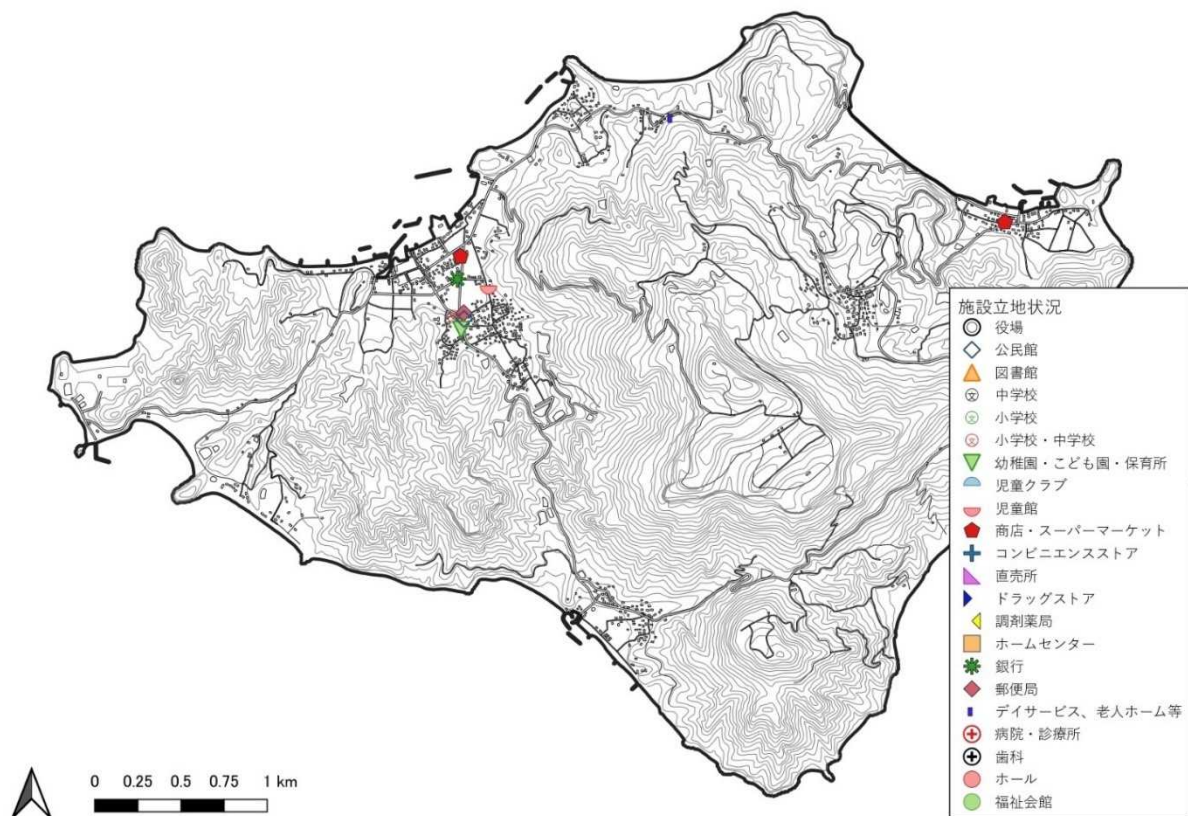 施設立地状況
役場
公民館
図書館
中学校
小学校
小学校・中学校
幼稚園・こども園・保育所
児童クラブ
児童館
商店・スーパーマーケット
コンビニエンスストア
直売所
ドラッグストア
調剤薬局
ホームセンター
銀行
郵便局
デイサービス、老人ホーム等
病院・診療所
歯科
ホール
福祉会館
0 0.25 0.5 0.75 1 km